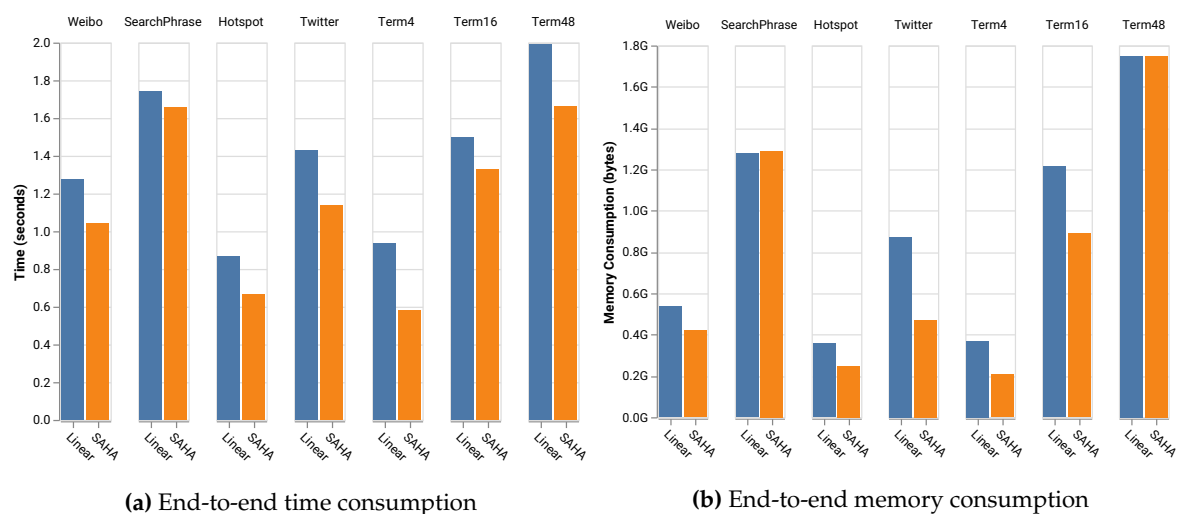 Weibo SearchPhrase Hotspot Twitter Term4 Term16 Term48
2.0
1.8
1.6
1.4
1.2
1.0
0.8
0.6
0.4
0.2
0.0
Time (seconds)
Linear SAHA Linear SAHA Linear SAHA Linear SAHA Linear SAHA Linear SAHA Linear SAHA
(a) End-to-end time consumption
Weibo SearchPhrase Hotspot Twitter Term4 Term16 Term48
1.8G
1.6G
1.4G
1.2G
1.0G
0.8G
0.6G
0.4G
0.2G
0.0G
Memory Consumption (bytes)
Linear SAHA Linear SAHA Linear SAHA Linear SAHA Linear SAHA Linear SAHA Linear SAHA
(b) End-to-end memory consumption